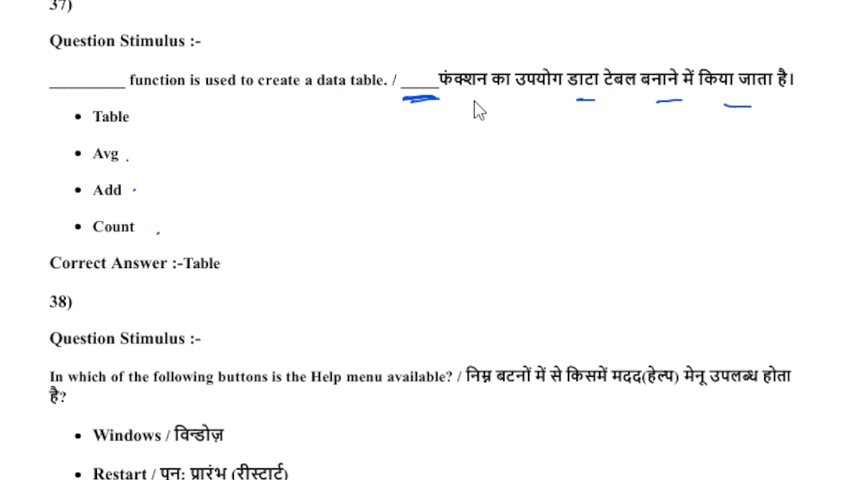 37)
Question Stimulus :-
__________ function is used to create a data table. / _____फंक्शन का उपयोग डाटा टेबल बनाने में किया जाता है।
• Table
• Avg
• Add
• Count
Correct Answer :-Table
38)
Question Stimulus :-
In which of the following buttons is the Help menu available? / निम्न बटनों में से किसमें मदद(हेल्प) मेनू उपलब्ध होता
है?
• Windows / विन्डोज़
• Restart / पुन: प्रारंभ (रीस्टार्ट)